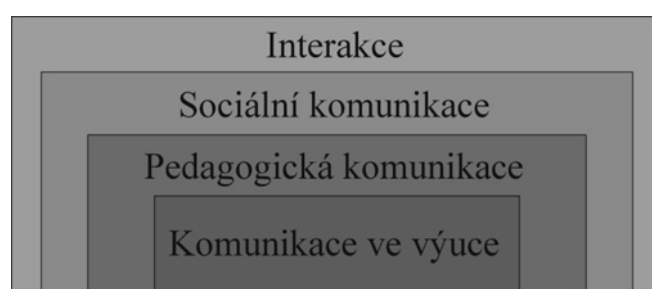 Interakce
Sociální komunikace
Pedagogická komunikace
Komunikace ve výuce